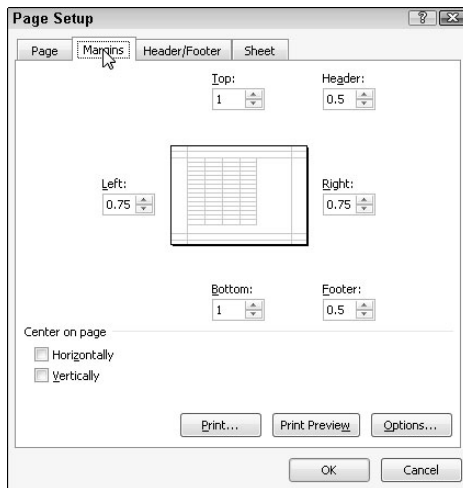 Page Setup
Page Margins Header/Footer Sheet
Top: Header:
1 0.5
Left: Right:
0.75 0.75
Bottom: Footer:
1 0.5
Center on page
Horizontally
Vertically
Print... Print Preview Options...
OK Cancel